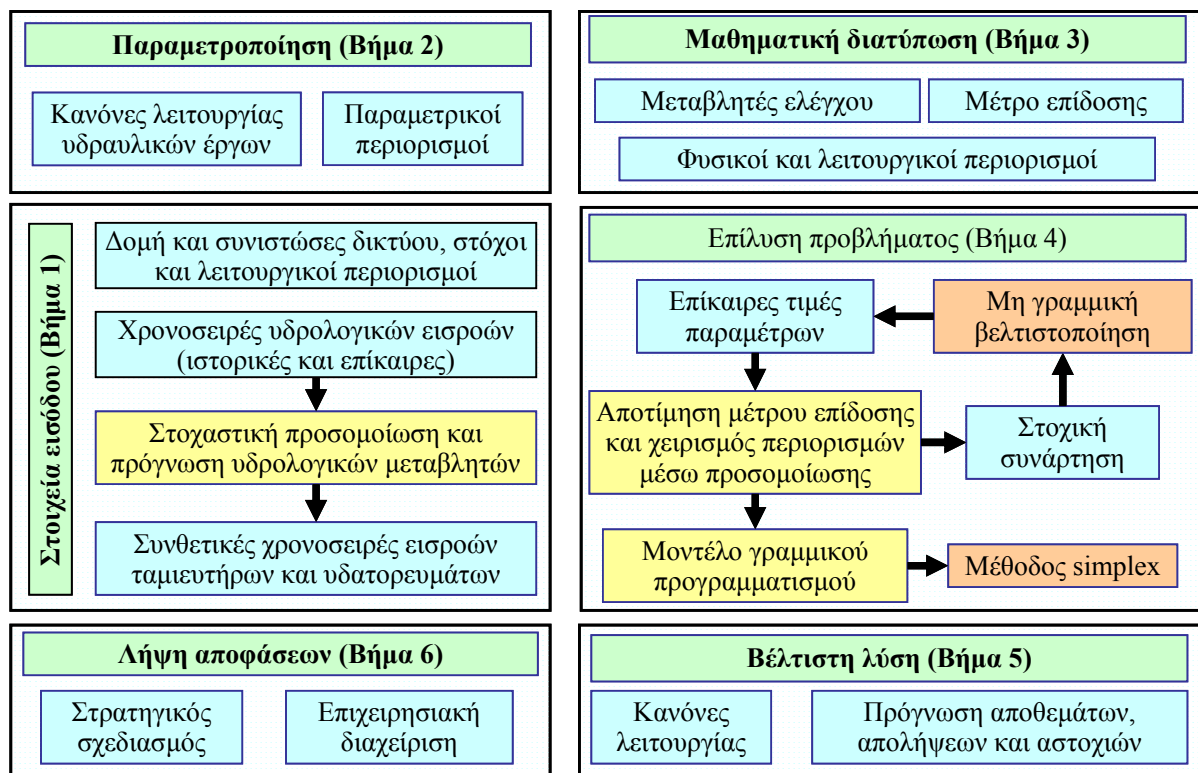 Παραμετροποίηση (Βήμα 2)
Κανόνες λειτουργίας
υδραυλικών έργων
Παραμετρικοί
περιορισμοί
Μαθηματική διατύπωση (Βήμα 3)
Μεταβλητές ελέγχου
Μέτρο επίδοσης
Φυσικοί και λειτουργικοί περιορισμοί
Στοιχεία εισόδου (Βήμα 1)
Δομή και συνιστώσες δικτύου, στόχοι
και λειτουργικοί περιορισμοί
Χρονοσειρές υδρολογικών εισροών
(ιστορικές και επίκαιρες)
Στοχαστική προσομοίωση και
πρόγνωση υδρολογικών μεταβλητών
Συνθετικές χρονοσειρές εισροών
ταμιευτήρων και υδατορευμάτων
Επίλυση προβλήματος (Βήμα 4)
Επίκαιρες τιμές
παραμέτρων
Μη γραμμική
βελτιστοποίηση
Αποτίμηση μέτρου επίδοσης
και χειρισμός περιορισμών
μέσω προσομοίωσης
Στοχική
συνάρτηση
Μοντέλο γραμμικού
προγραμματισμού
Μέθοδος simplex
Λήψη αποφάσεων (Βήμα 6)
Στρατηγικός
σχεδιασμός
Επιχειρησιακή
διαχείριση
Βέλτιστη λύση (Βήμα 5)
Κανόνες
λειτουργίας
Πρόγνωση αποθεμάτων,
απολήψεων και αστοχιών